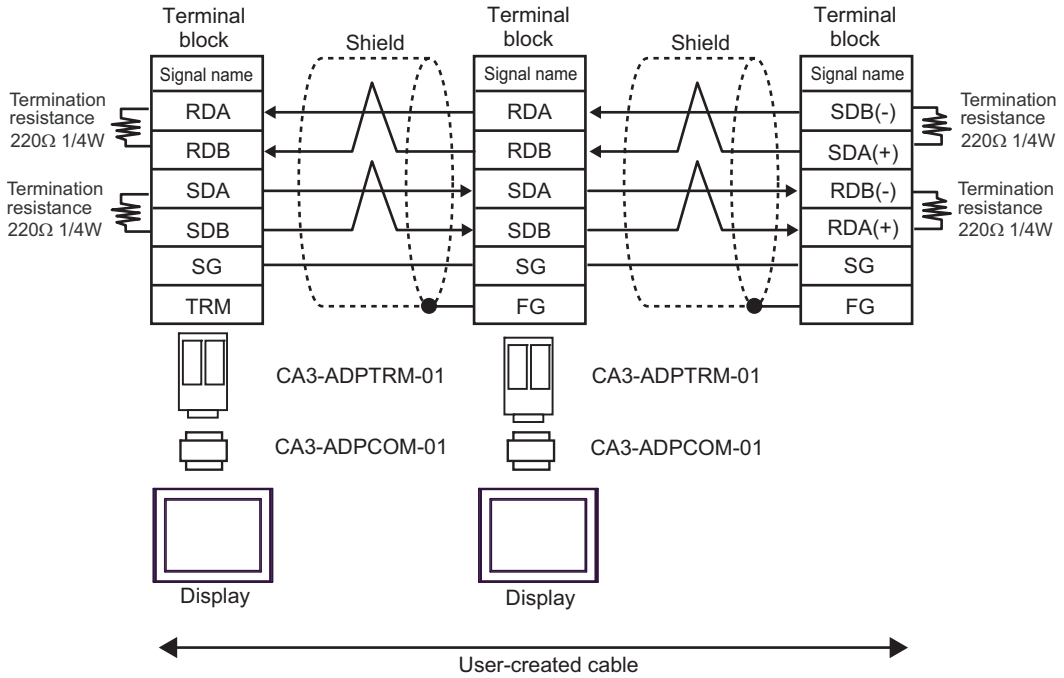 Terminal
block
Shield
Terminal
block
Shield
Terminal
block
Signal name
Signal name
Signal name
Termination
resistance
220Ω 1/4W
RDA
RDA
SDB(-)
Termination
resistance
220Ω 1/4W
RDB
RDB
SDA(+)
Termination
resistance
220Ω 1/4W
SDA
SDA
RDB(-)
Termination
resistance
220Ω 1/4W
SDB
SDB
RDA(+)
SG
SG
SG
TRM
FG
FG
CA3-ADPTRM-01
CA3-ADPTRM-01
CA3-ADPCOM-01
CA3-ADPCOM-01
Display
Display
User-created cable